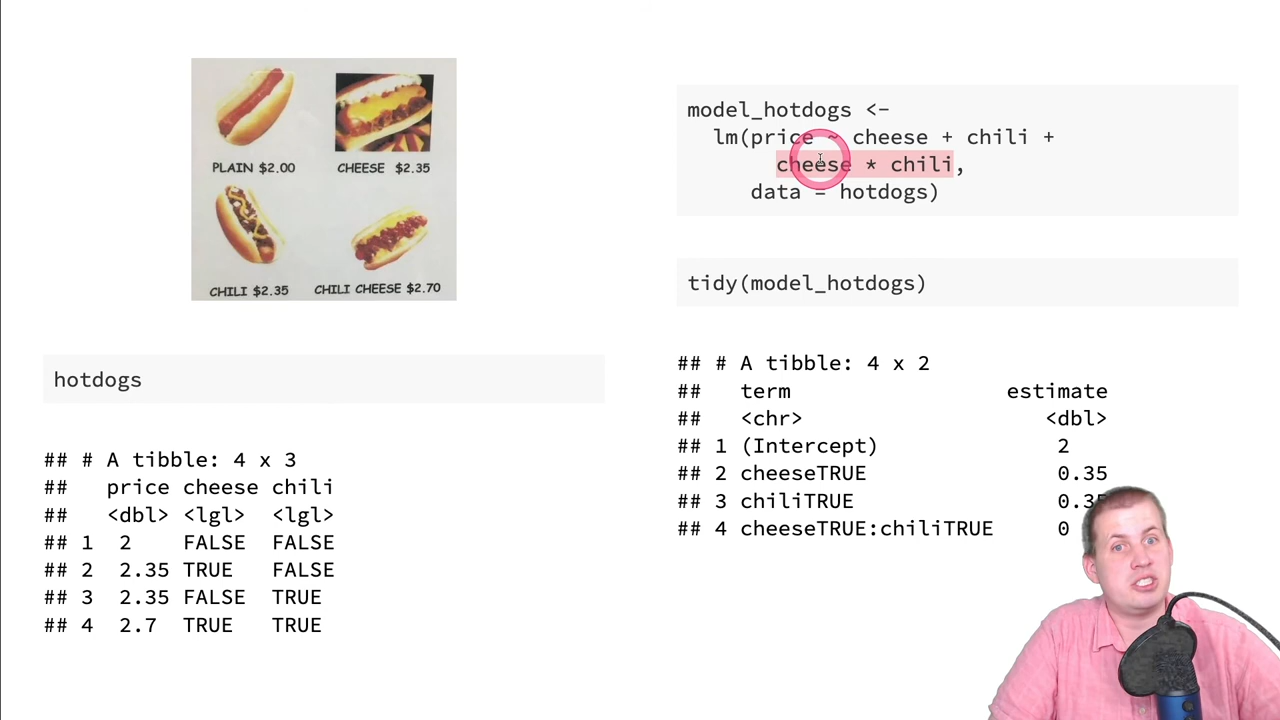 PLAIN $2.00
CHEESE $2.35
CHILI $2.35
CHILI CHEESE $2.70
hotdogs
## # A tibble: 4 x 3
##   price cheese chili
##   <dbl> <lgl>  <lgl>
## 1  2    FALSE  FALSE
## 2  2.35 TRUE   FALSE
## 3  2.35 FALSE  TRUE
## 4  2.7  TRUE   TRUE
model_hotdogs <-
  lm(price ~ cheese + chili +
       cheese * chili,
     data = hotdogs)
tidy(model_hotdogs)
## # A tibble: 4 x 2
##   term                 estimate
##   <chr>                   <dbl>
## 1 (Intercept)              2
## 2 cheeseTRUE               0.35
## 3 chiliTRUE                0.35
## 4 cheeseTRUE:chiliTRUE     0